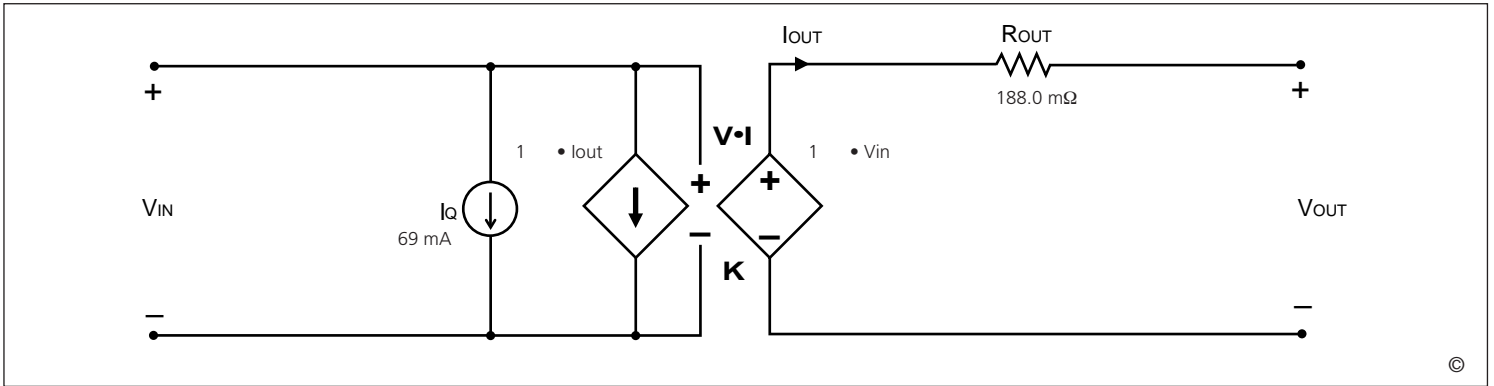 IOUT
ROUT
188.0 mΩ
+
+
V•I
1 • Iout
1 • Vin
+
+
VIN
IQ
69 mA
VOUT
–
–
K
–
–
©